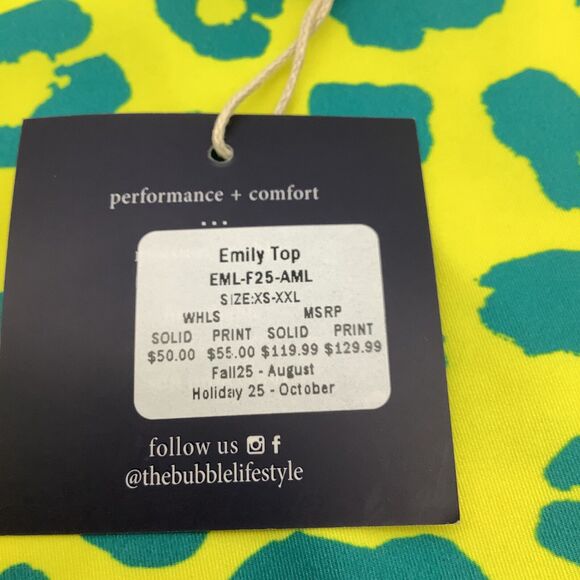 performance + comfort
...
Emily Top
EML-F25-AML
SIZE:XS-XXL
WHLS MSRP
SOLID PRINT SOLID PRINT
$50.00 $55.00 $119.99 $129.99
Fall25 - August
Holiday 25 - October
follow us
@thebubblelifestyle